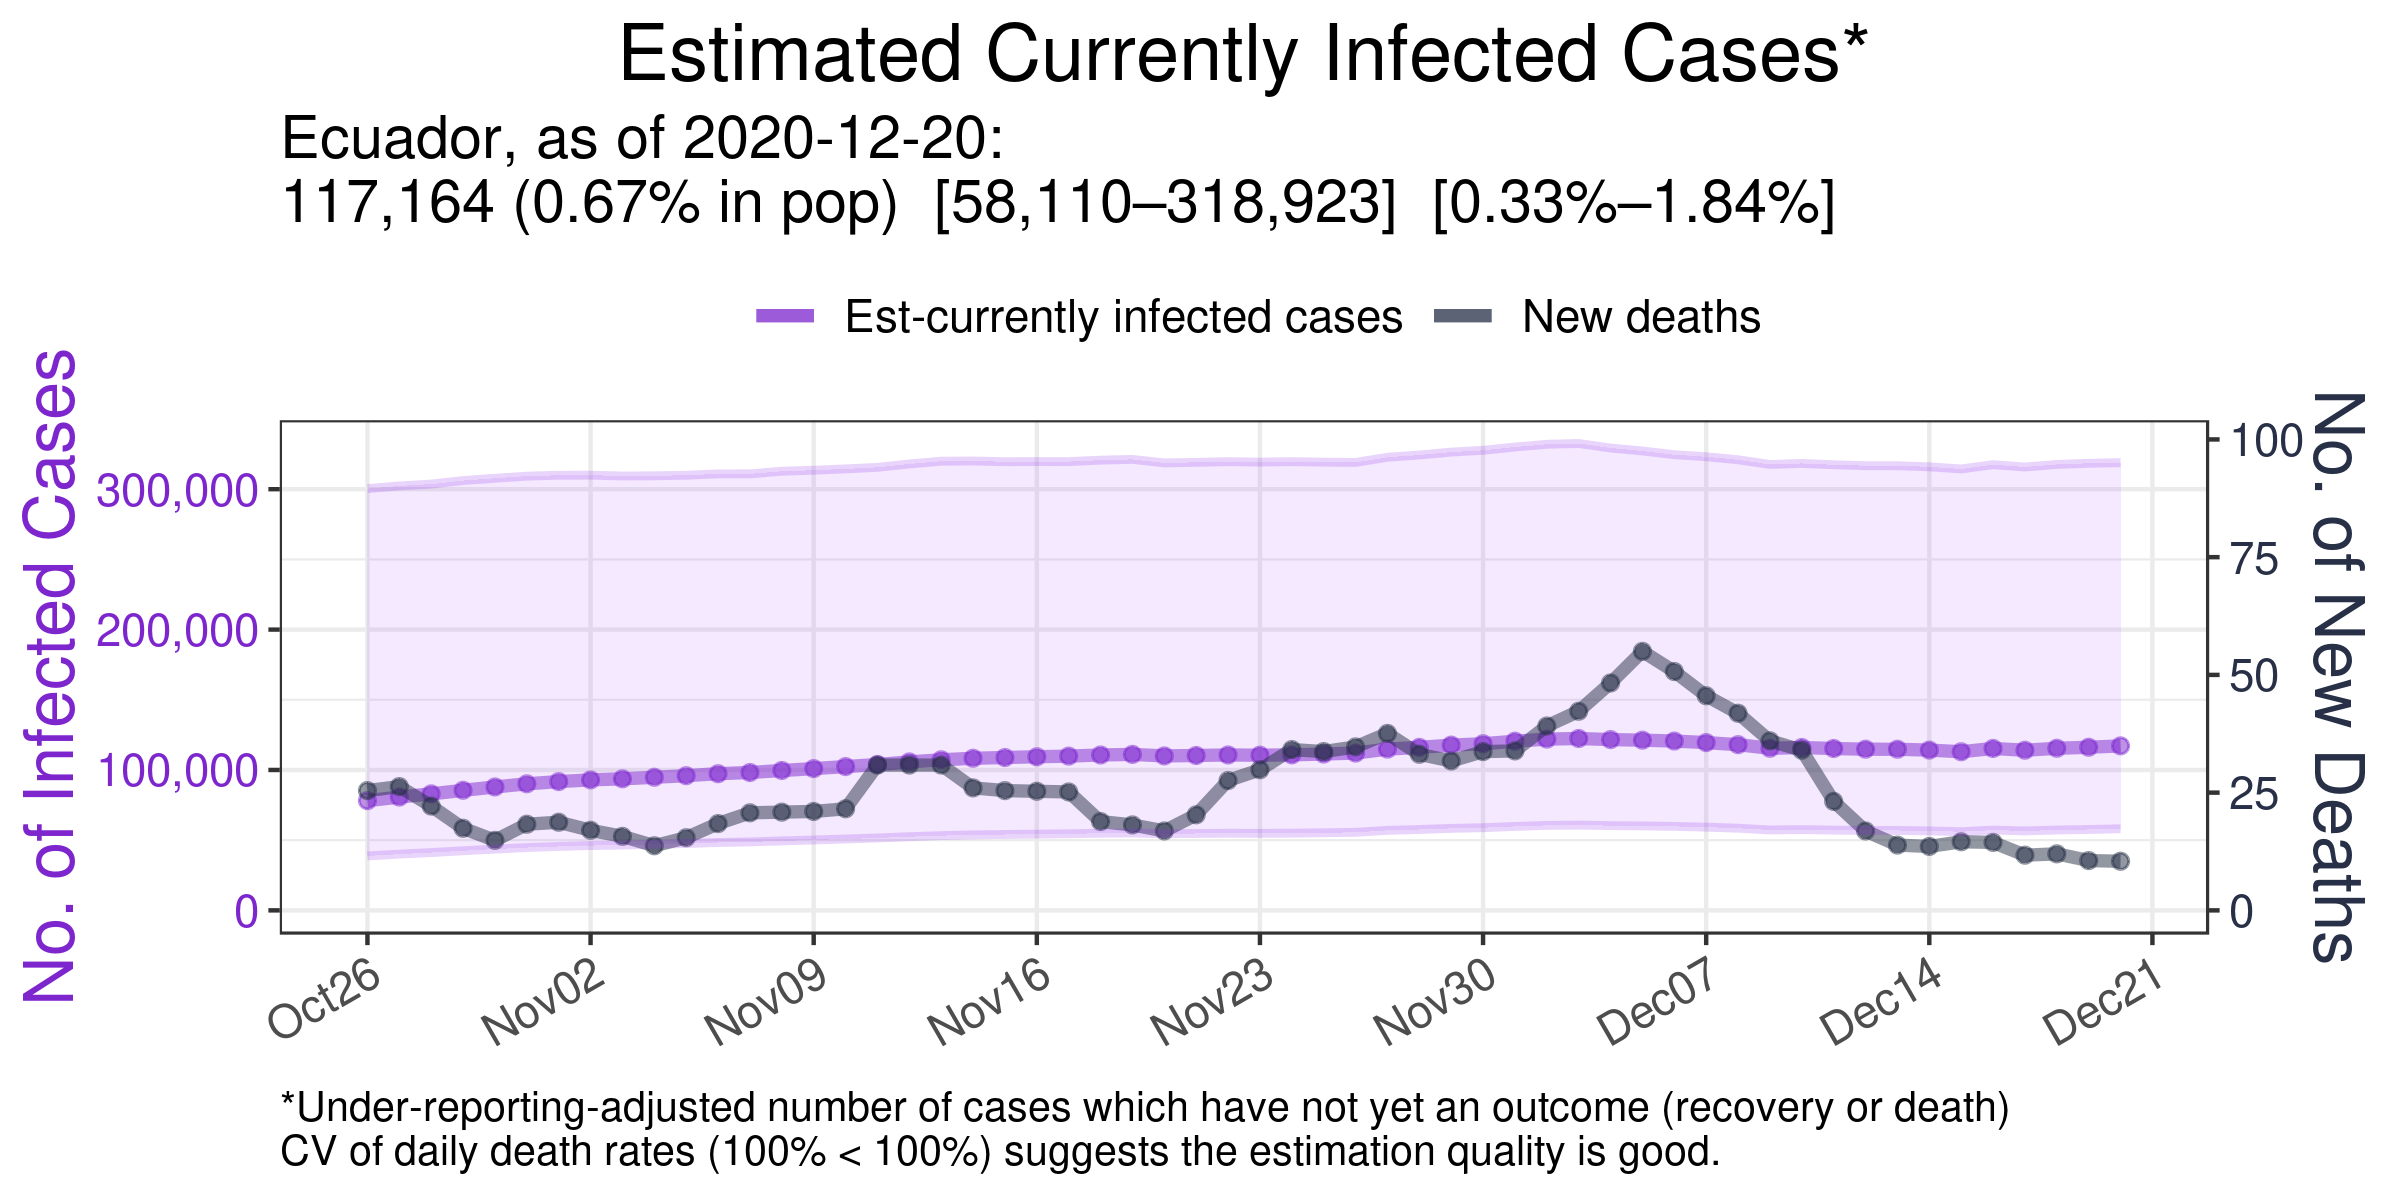 Estimated Currently Infected Cases*
Ecuador, as of 2020-12-20:
117,164 (0.67% in pop)  [58,110–318,923]  [0.33%–1.84%]
Est-currently infected cases
New deaths
No. of Infected Cases
300,000
200,000
100,000
0
100
75
50
25
0
No. of New Deaths
Oct26
Nov02
Nov09
Nov16
Nov23
Nov30
Dec07
Dec14
Dec21
*Under-reporting-adjusted number of cases which have not yet an outcome (recovery or death)
CV of daily death rates (100% < 100%) suggests the estimation quality is good.